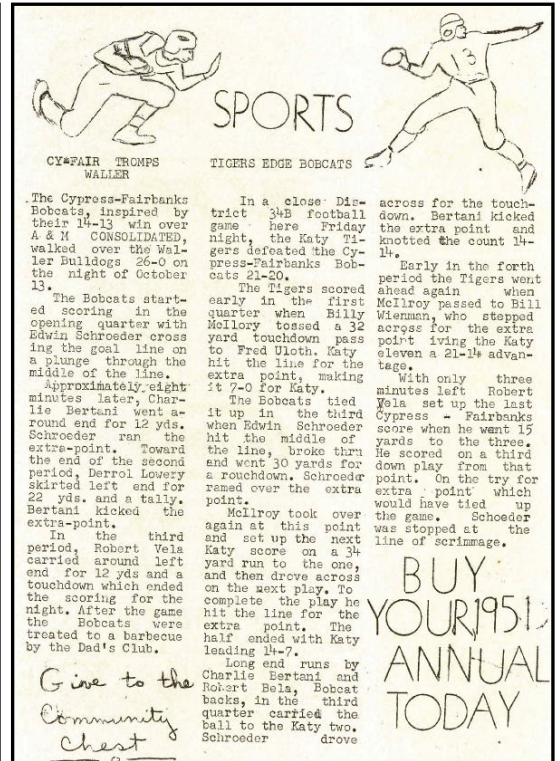 3
SPORTS
CY-FAIR TROMPS
WALLER
.The Cypress-Fairbanks
Bobcats, inspired by
their 14-13 win over
A & M CONSOLIDATED,
walked over the Wal-
ler Bulldogs 26-0 on
the night of October
13.
The Bobcats start-
ed scoring in the
opening quarter with
Edwin Schroeder cross
ing the goal line on
a plunge through the
middle of the line.
Approximately eight
minutes later, Char-
lie Bertani went a-
round end for 12 yds.
Schroeder ran the
extra-point. Toward
the end of the second
period, Derrol Lowery
skirted left end for
22 yds. and a tally.
Bertani kicked the
extra-point.
In the third
period, Robert Vela
carried around left
end for 12 yds and a
touchdown which ended
the scoring for the
night. After the game
the Bobcats were
treated to a barbecue
by the Dad's Club.
Give to the
Community
Chest
TIGERS EDGE BOBCATS
In a close Dis-
trict 34B football
game here Friday
night, the Katy Ti-
gers defeated the Cy-
press-Fairbanks Bob-
cats 21-20.
The Tigers scored
early in the first
quarter when Billy
McIlory tossed a 32
yard touchdown pass
to Fred Uloth. Katy
hit the line for the
extra point, making
it 7-0 for Katy.
The Bobcats tied
it up in the third
when Edwin Schroeder
hit the middle of
the line, broke thru
and went 30 yards for
a rouchdown. Schroeder
ramed over the extra
point.
McIlroy took over
again at this point
and set up the next
Katy score on a 34
yard run to the one,
and then drove across
on the next play. To
complete the play he
hit the line for the
extra point. The
half ended with Katy
leading 14-7.
Long end runs by
Charlie Bertani and
Robert Bela, Bobcat
backs, in the third
quarter carried the
ball to the Katy two.
Schroeder drove
across for the touch-
down. Bertani kicked
the extra point and
knotted the count 14-
14.
Early in the forth
period the Tigers went
ahead again when
McIlroy passed to Bill
Wienman, who stepped
across for the extra
point iving the Katy
eleven a 21-14 advan-
tage.
With only three
minutes left Robert
Vela set up the last
Cypress - Fairbanks
score when he went 15
yards to the three.
He scored on a third
down play from that
point. On the try for
extra point which
would have tied up
the game. Schoeder
was stopped at the
line of scrimmage.
BUY
YOUR 1951
ANNUAL
TODAY